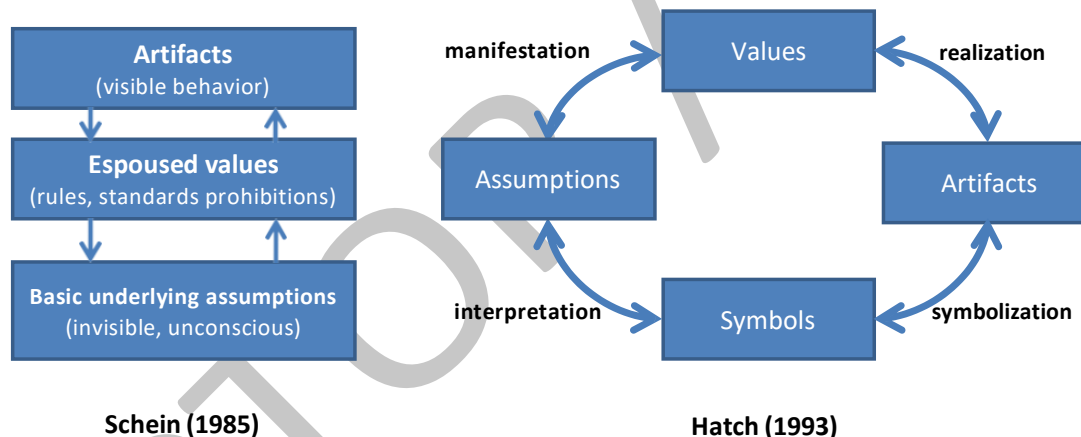 Artifacts
(visible behavior)
Espoused values
(rules, standards prohibitions)
Basic underlying assumptions
(invisible, unconscious)
Schein (1985)
manifestation
Values
realization
Assumptions
Artifacts
interpretation
Symbols
symbolization
Hatch (1993)